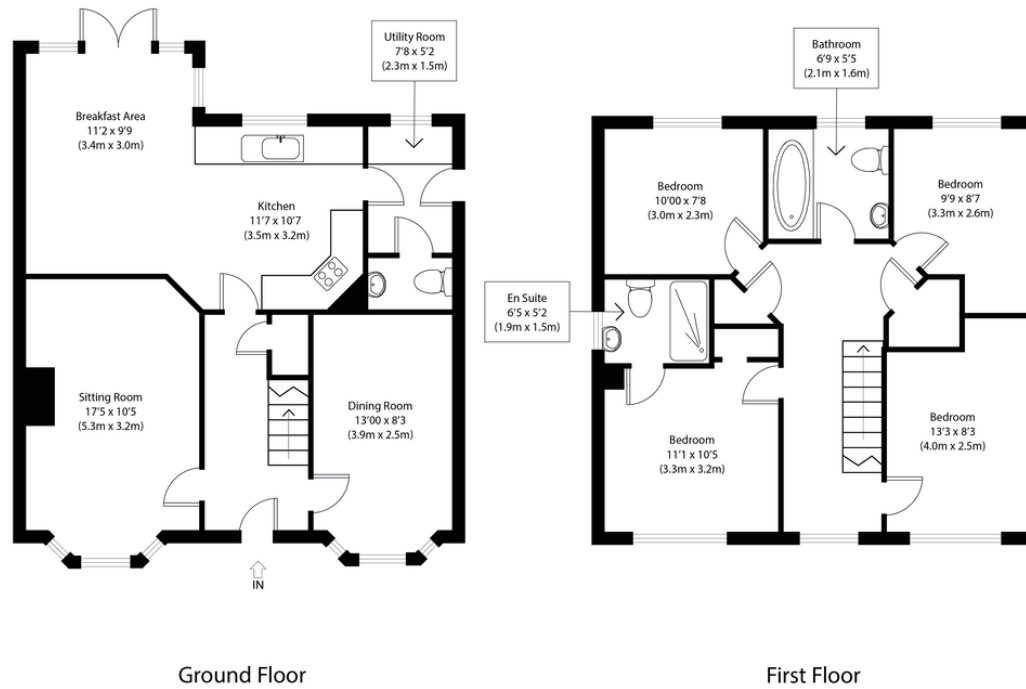 Utility Room
7'8 x 5'2
(2.3m x 1.5m)
Breakfast Area
11'2 x 9'9
(3.4m x 3.0m)
Kitchen
11'7 x 10'7
(3.5m x 3.2m)
Sitting Room
17'5 x 10'5
(5.3m x 3.2m)
Dining Room
13'00 x 8'3
(3.9m x 2.5m)
IN
Ground Floor
Bathroom
6'9 x 5'5
(2.1m x 1.6m)
Bedroom
10'00 x 7'8
(3.0m x 2.3m)
Bedroom
9'9 x 8'7
(3.3m x 2.6m)
En Suite
6'5 x 5'2
(1.9m x 1.5m)
Bedroom
11'1 x 10'5
(3.3m x 3.2m)
Bedroom
13'3 x 8'3
(4.0m x 2.5m)
First Floor